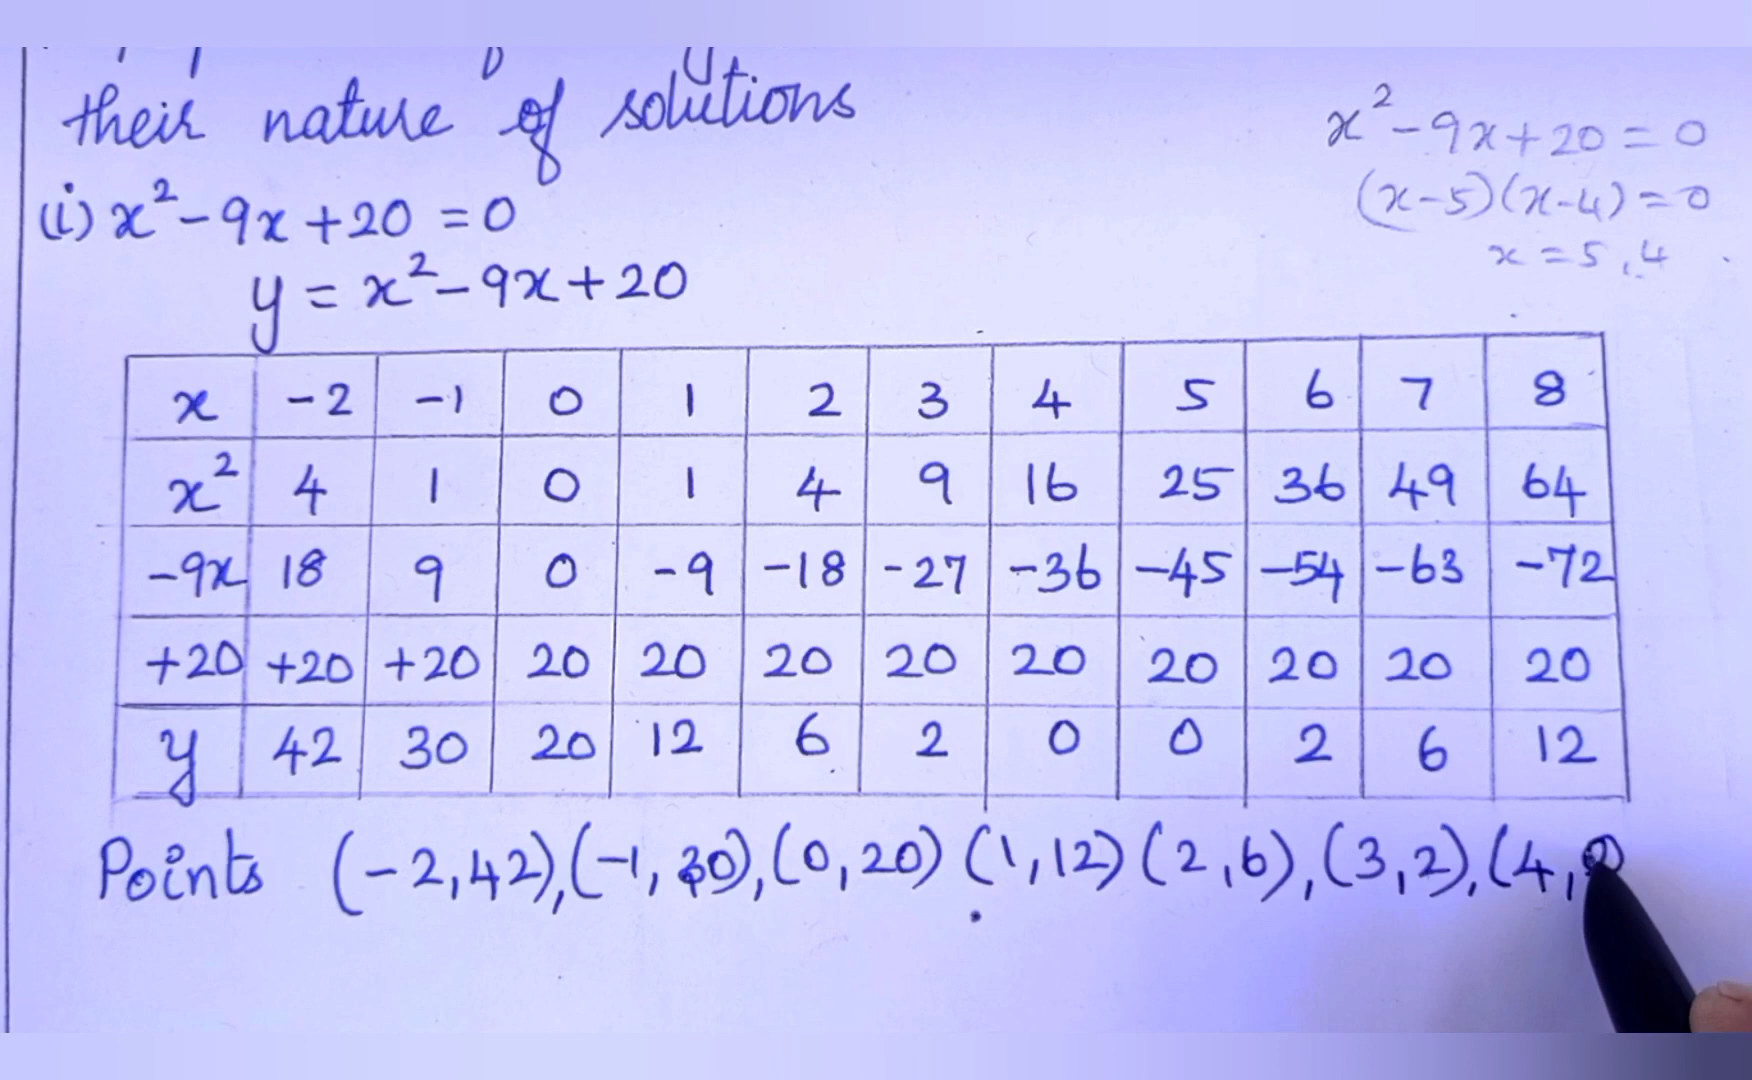 their nature of solutions
x²-9x+20=0
(x-5)(x-4)=0
x=5,4
(i) x²-9x+20=0
y=x²-9x+20
x -2 -1 0 1 2 3 4 5 6 7 8
x² 4 1 0 1 4 9 16 25 36 49 64
-9x 18 9 0 -9 -18 -27 -36 -45 -54 -63 -72
+20 +20 +20 20 20 20 20 20 20 20 20 20
y 42 30 20 12 6 2 0 0 2 6 12
Points (-2,42),(-1,30),(0,20)(1,12)(2,6),(3,2),(4,0